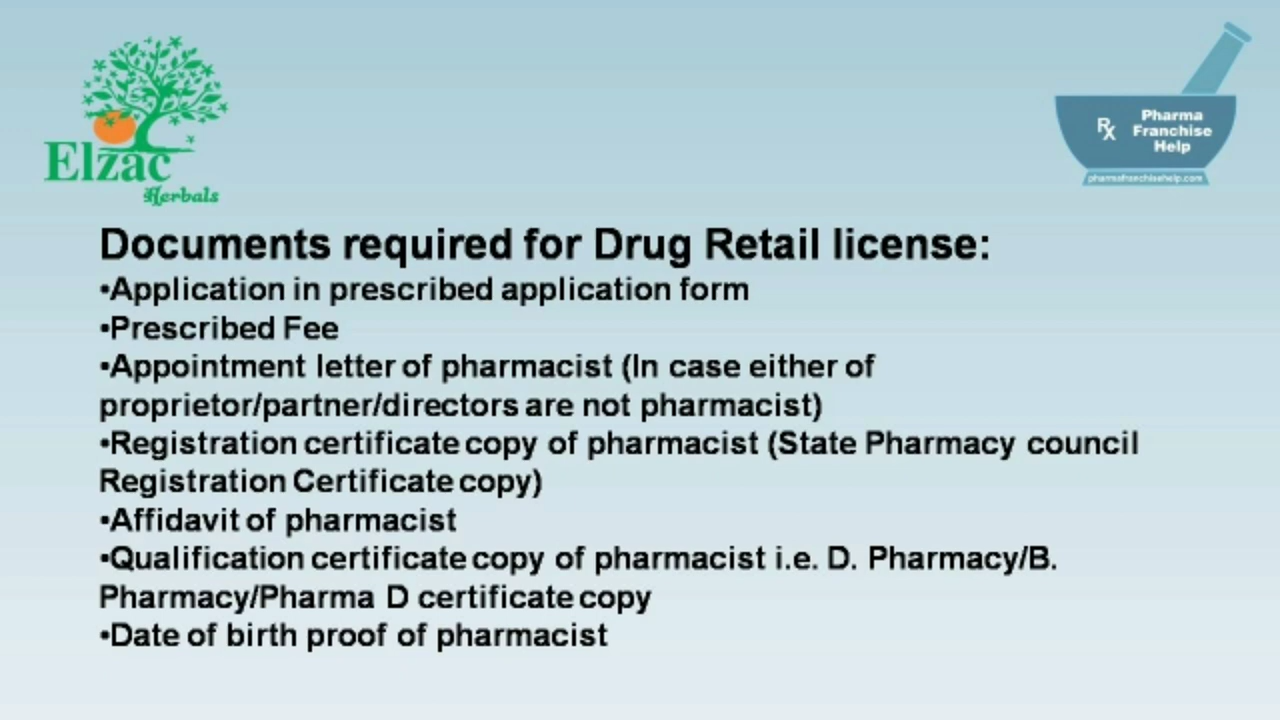 Elzac
Herbals
Rx
Pharma
Franchise
Help
pharmafranchisehelp.com
Documents required for Drug Retail license:
•Application in prescribed application form
•Prescribed Fee
•Appointment letter of pharmacist (In case either of
proprietor/partner/directors are not pharmacist)
•Registration certificate copy of pharmacist (State Pharmacy council
Registration Certificate copy)
•Affidavit of pharmacist
•Qualification certificate copy of pharmacist i.e. D. Pharmacy/B.
Pharmacy/Pharma D certificate copy
•Date of birth proof of pharmacist